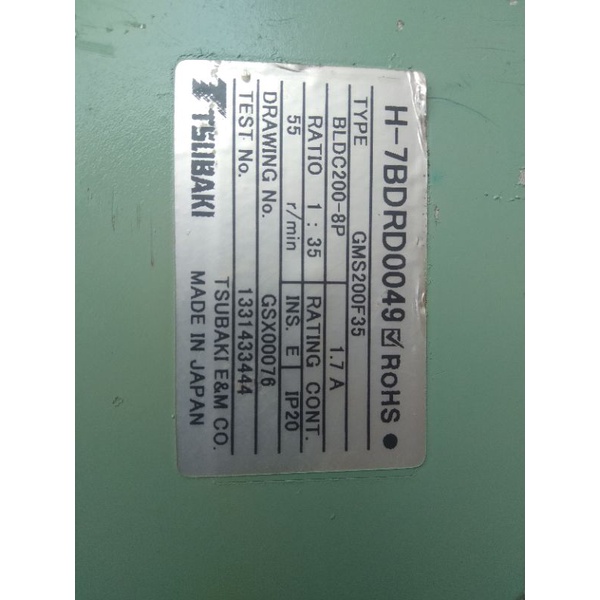 H-7BDRD0049 ☑ ROHS ●
TYPE GMS200F35
BLDC200-8P 1.7 A
RATIO 1 : 35 RATING CONT.
55 r/min INS. E IP20
DRAWING No. GSX00076
TEST No. 1331433444
TSUBAKI TSUBAKI E&M CO.
MADE IN JAPAN